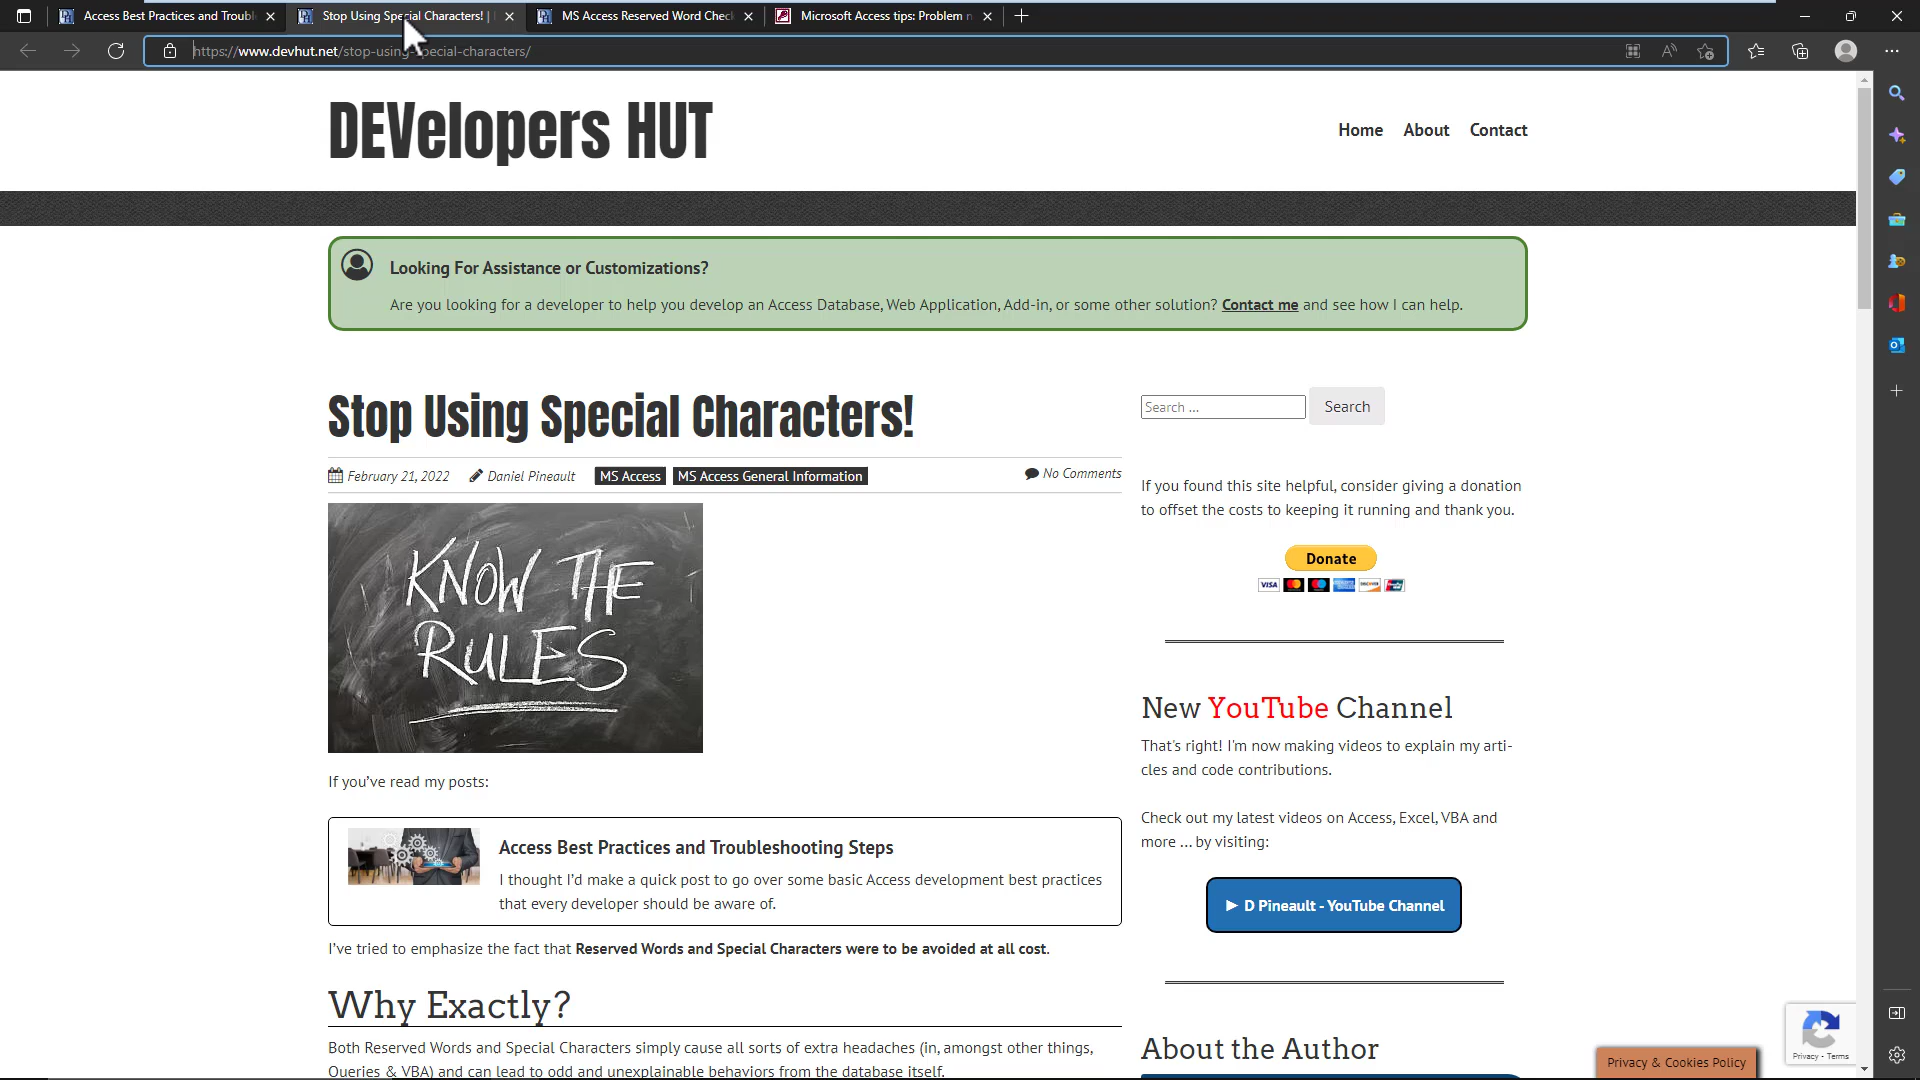 Access Best Practices and Troubl
Stop Using Special Characters! |
MS Access Reserved Word Chec
Microsoft Access tips: Problem n
https://www.devhut.net/stop-using-special-characters/
DEVelopers HUT
Home About Contact
Looking For Assistance or Customizations?
Are you looking for a developer to help you develop an Access Database, Web Application, Add-in, or some other solution? Contact me and see how I can help.
Stop Using Special Characters!
February 21, 2022 Daniel Pineault MS Access MS Access General Information No Comments
KNOW THE
RULES
If you've read my posts:
Access Best Practices and Troubleshooting Steps
I thought I'd make a quick post to go over some basic Access development best practices
that every developer should be aware of.
I've tried to emphasize the fact that Reserved Words and Special Characters were to be avoided at all cost.
Why Exactly?
Both Reserved Words and Special Characters simply cause all sorts of extra headaches (in, amongst other things,
Queries & VBA) and can lead to odd and unexplainable behaviors from the database itself.
Search ... Search
If you found this site helpful, consider giving a donation
to offset the costs to keeping it running and thank you.
Donate
VISA
New YouTube Channel
That's right! I'm now making videos to explain my arti-
cles and code contributions.
Check out my latest videos on Access, Excel, VBA and
more ... by visiting:
► D Pineault - YouTube Channel
About the Author
Privacy - Terms
Privacy & Cookies Policy